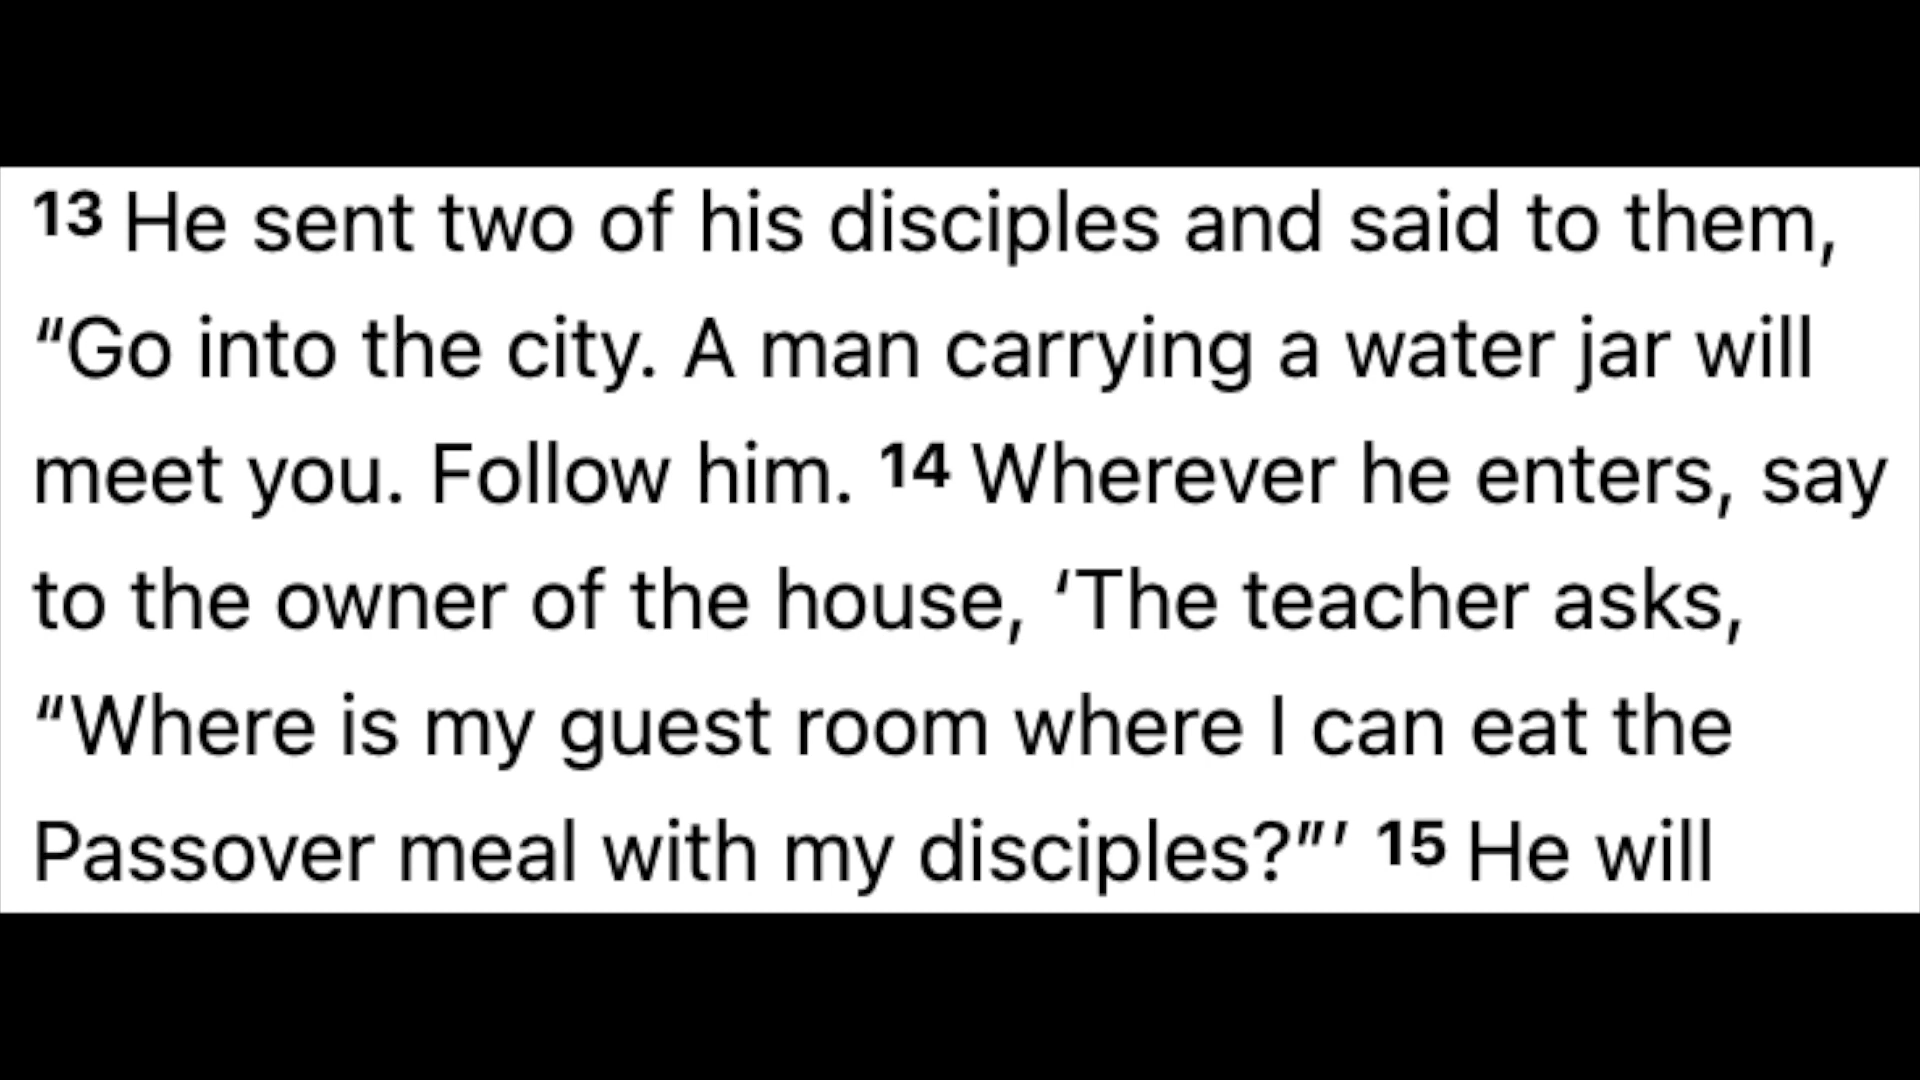 13 He sent two of his disciples and said to them,
“Go into the city. A man carrying a water jar will
meet you. Follow him. 14 Wherever he enters, say
to the owner of the house, ‘The teacher asks,
“Where is my guest room where I can eat the
Passover meal with my disciples?”’ 15 He will